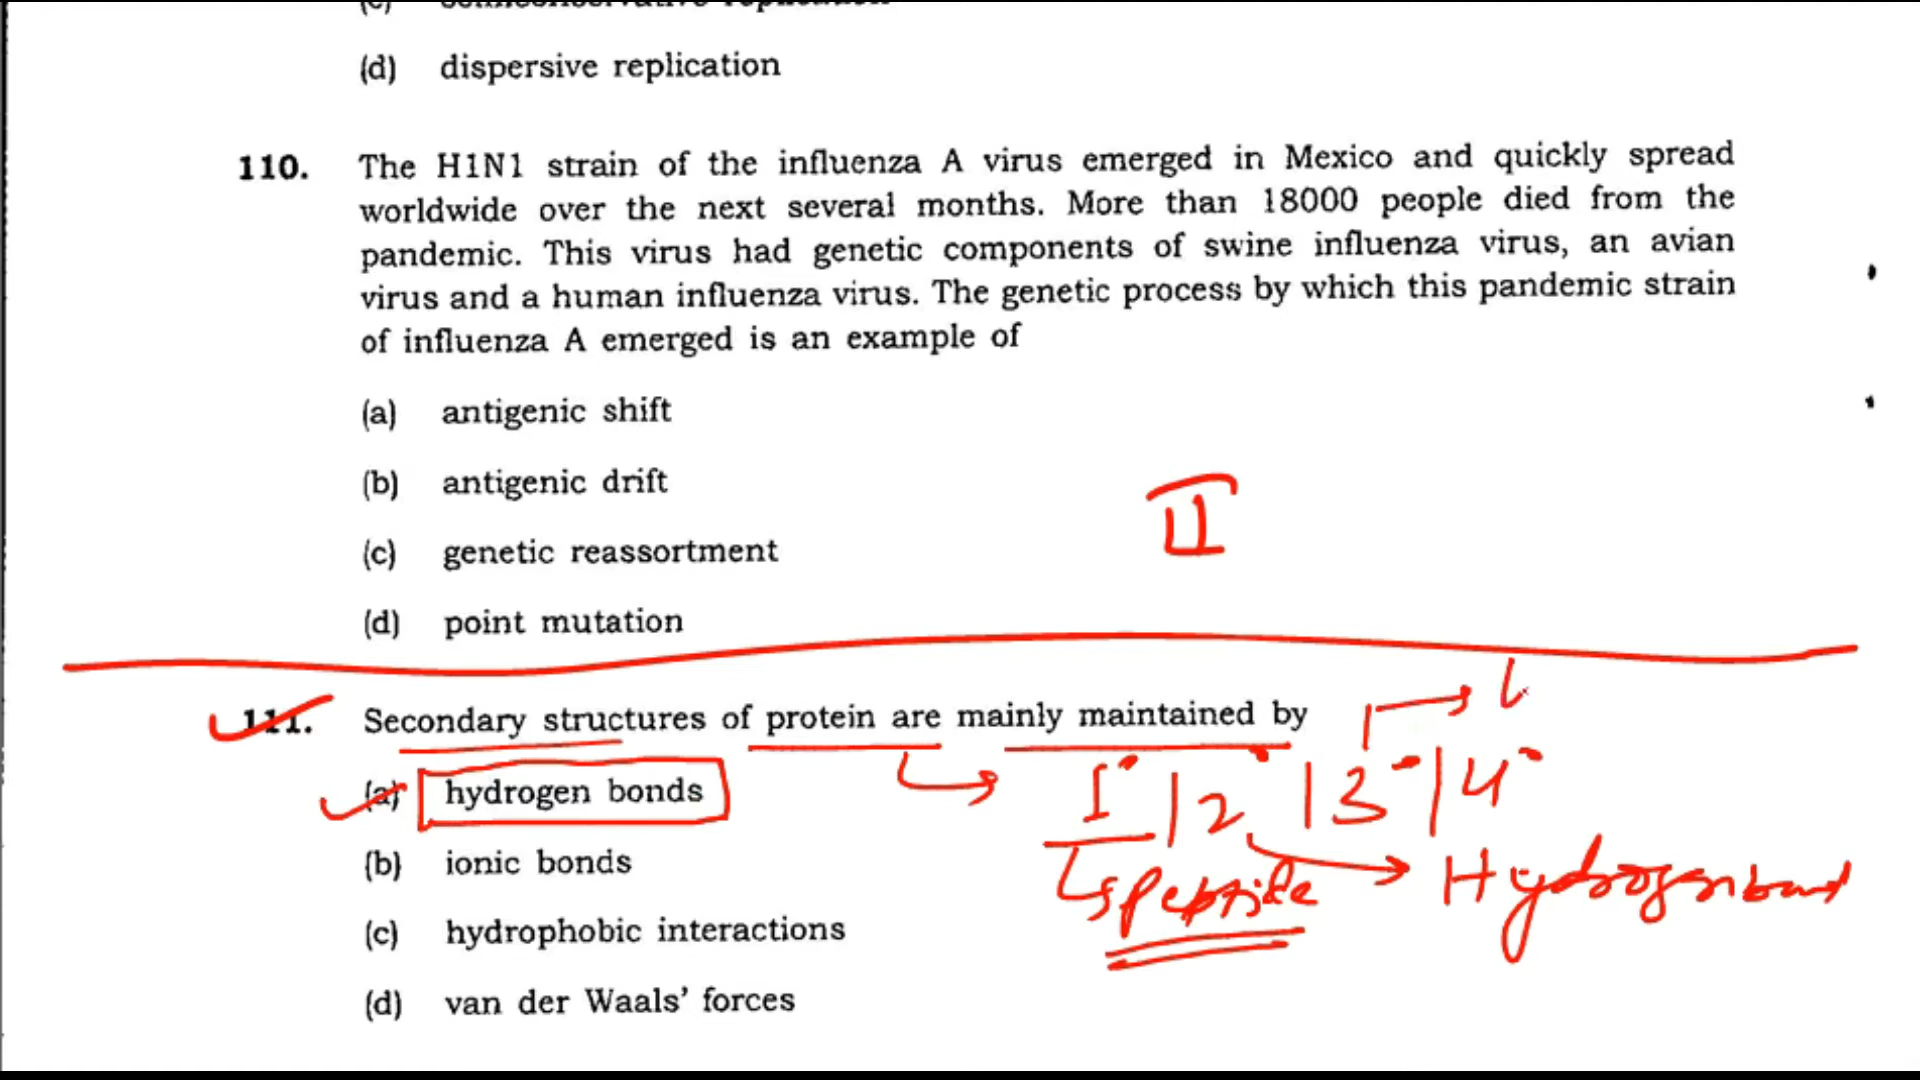 (c) semiconservative replication
(d) dispersive replication
110. The H1N1 strain of the influenza A virus emerged in Mexico and quickly spread
worldwide over the next several months. More than 18000 people died from the
pandemic. This virus had genetic components of swine influenza virus, an avian
virus and a human influenza virus. The genetic process by which this pandemic strain
of influenza A emerged is an example of
(a) antigenic shift
(b) antigenic drift
(c) genetic reassortment
(d) point mutation
II
111. Secondary structures of protein are mainly maintained by
(a) hydrogen bonds
(b) ionic bonds
(c) hydrophobic interactions
(d) van der Waals' forces
1° | 2° | 3° | 4°
peptide
Hydrogen bond